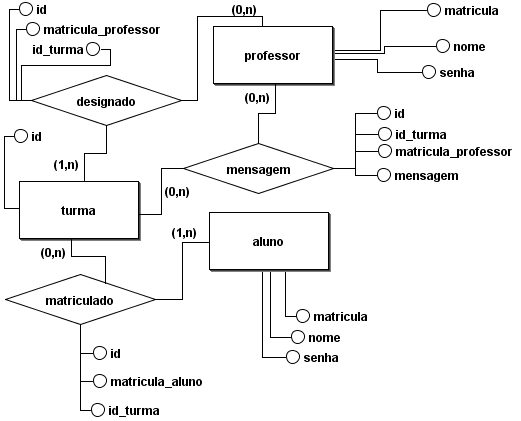 id
(0,n)
matricula
matricula_professor
id_turma
nome
professor
senha
designado
(0,n)
id
id
id_turma
matricula_professor
(1,n)
mensagem
mensagem
(0,n)
turma
(1,n)
aluno
(0,n)
matriculado
matricula
nome
id
senha
matricula_aluno
id_turma